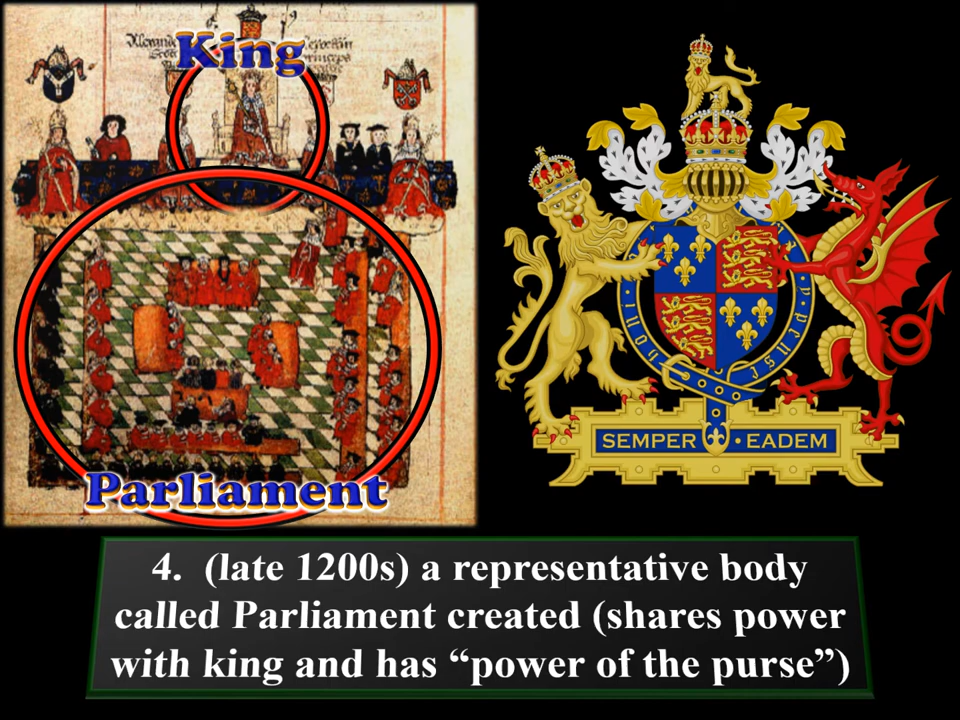 King
Parliament
SEMPER EADEM
4. (late 1200s) a representative body
called Parliament created (shares power
with king and has “power of the purse”)